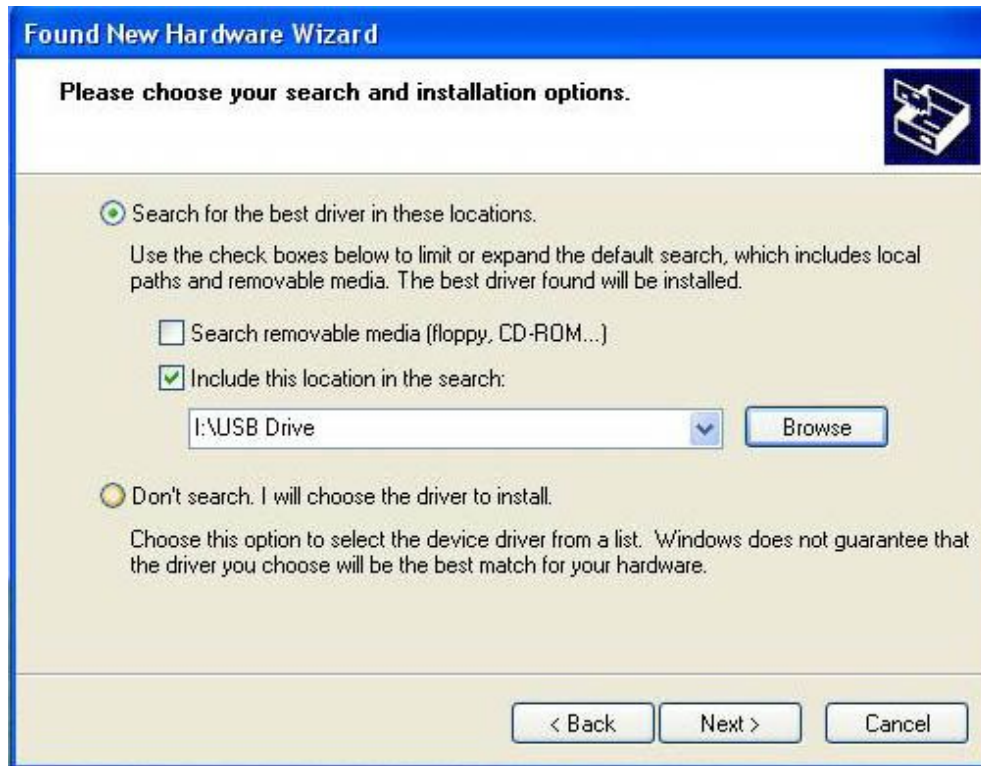 Found New Hardware Wizard
Please choose your search and installation options.
Search for the best driver in these locations.
Use the check boxes below to limit or expand the default search, which includes local
paths and removable media. The best driver found will be installed.
Search removable media (floppy, CD-ROM...)
Include this location in the search:
I:\USB Drive
Browse
Don't search. I will choose the driver to install.
Choose this option to select the device driver from a list.  Windows does not guarantee that
the driver you choose will be the best match for your hardware.
< Back Next > Cancel